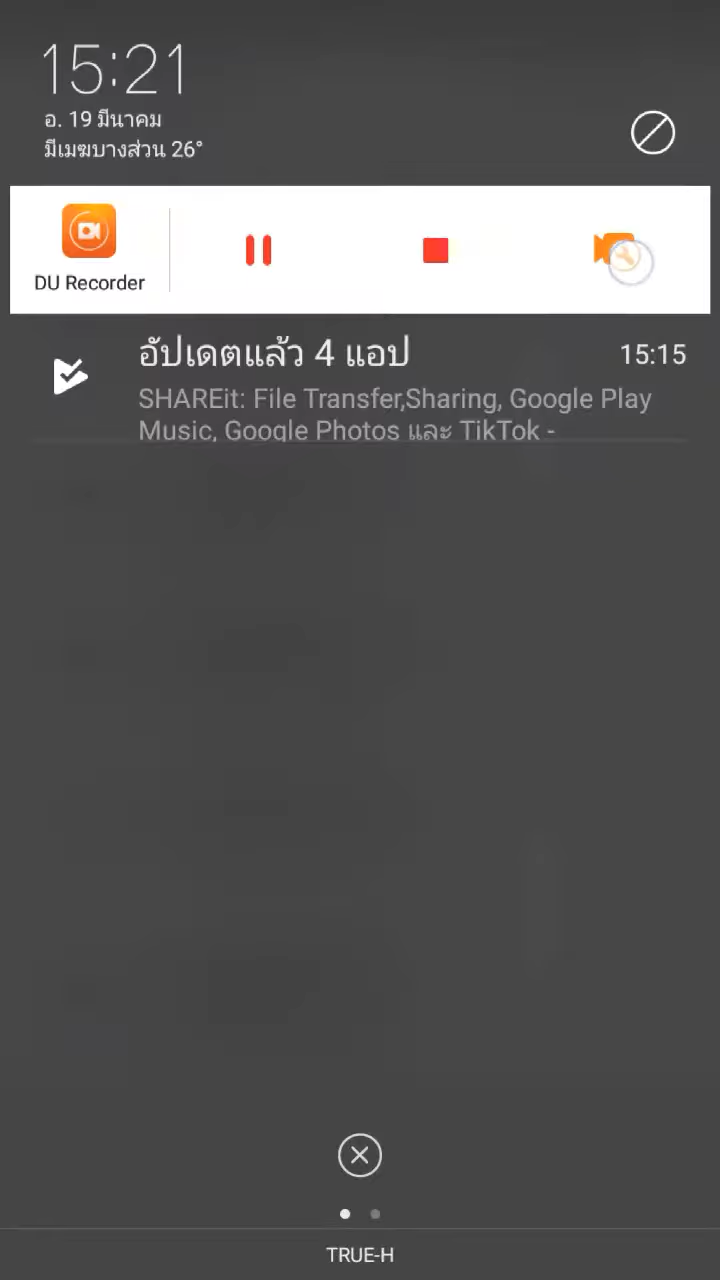 15:21
อ. 19 มีนาคม
มีเมฆบางส่วน 26°
DU Recorder
อัปเดตแล้ว 4 แอป
15:15
SHAREit: File Transfer,Sharing, Google Play
Music, Google Photos และ TikTok -
TRUE-H